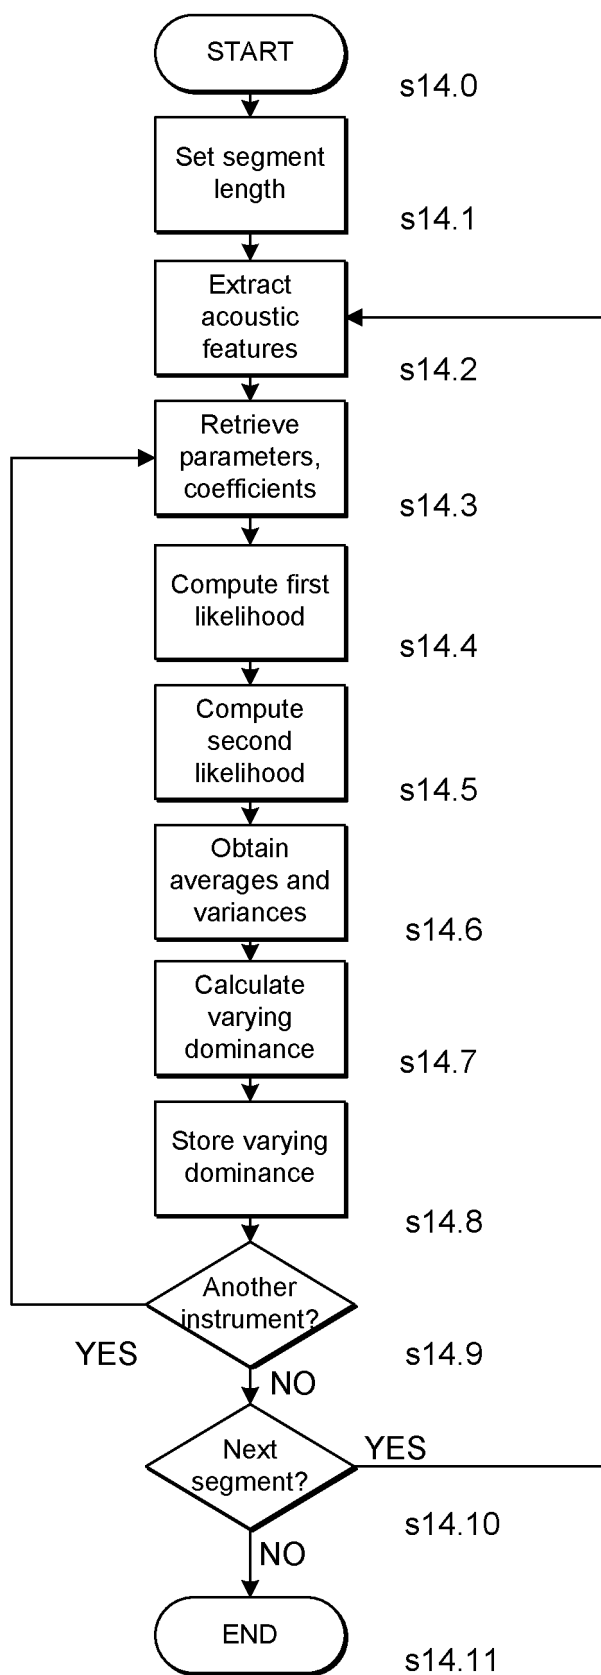 START
s14.0
Set segment
length
s14.1
Extract
acoustic
features
s14.2
Retrieve
parameters,
coefficients
s14.3
Compute first
likelihood
s14.4
Compute
second
likelihood
s14.5
Obtain
averages and
variances
s14.6
Calculate
varying
dominance
s14.7
Store varying
dominance
s14.8
Another
instrument?
YES
s14.9
NO
Next
segment?
YES
s14.10
NO
END
s14.11